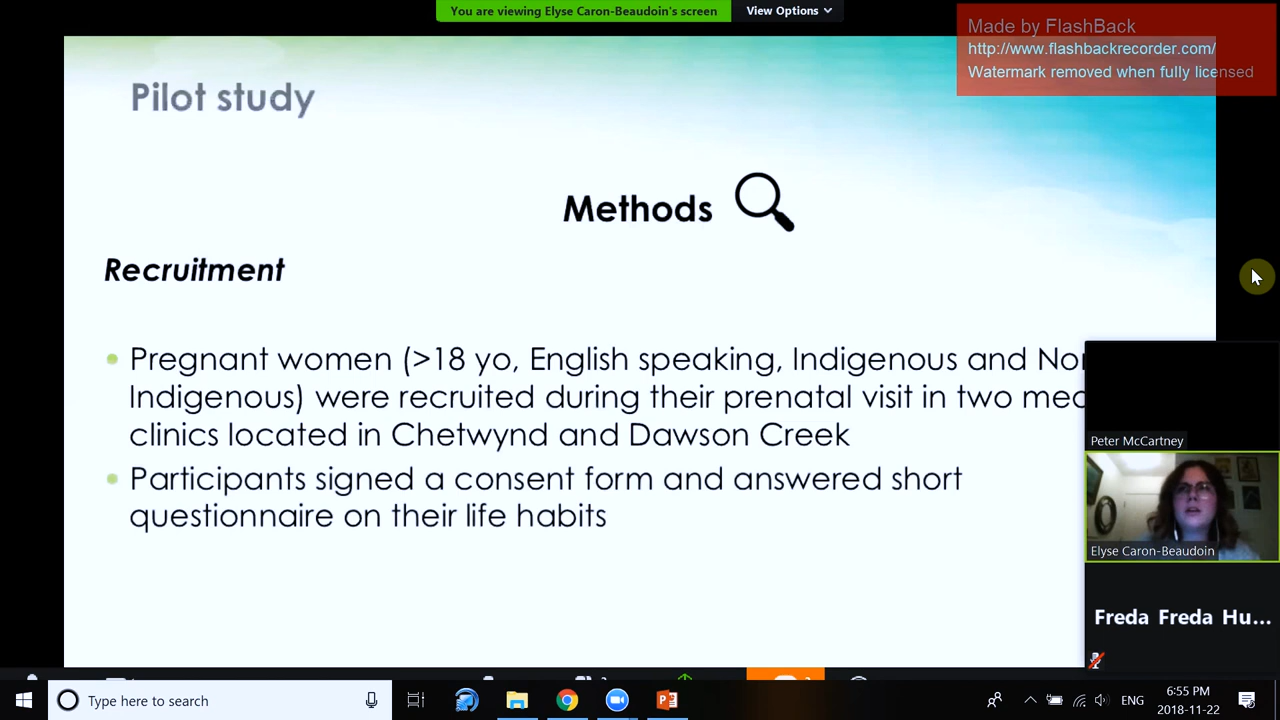 You are viewing Elyse Caron-Beaudoin's screen
View Options
Made by FlashBack
http://www.flashbackrecorder.com/
Watermark removed when fully licensed
Pilot study
Methods
Recruitment
Pregnant women (>18 yo, English speaking, Indigenous and
Indigenous) were recruited during their prenatal visit in two
clinics located in Chetwynd and Dawson Creek
Participants signed a consent form and answered short
questionnaire on their life habits
Peter McCartney
Elyse Caron-Beaudoin
Freda Freda Hu...
Type here to search
ENG
6:55 PM
2018-11-22